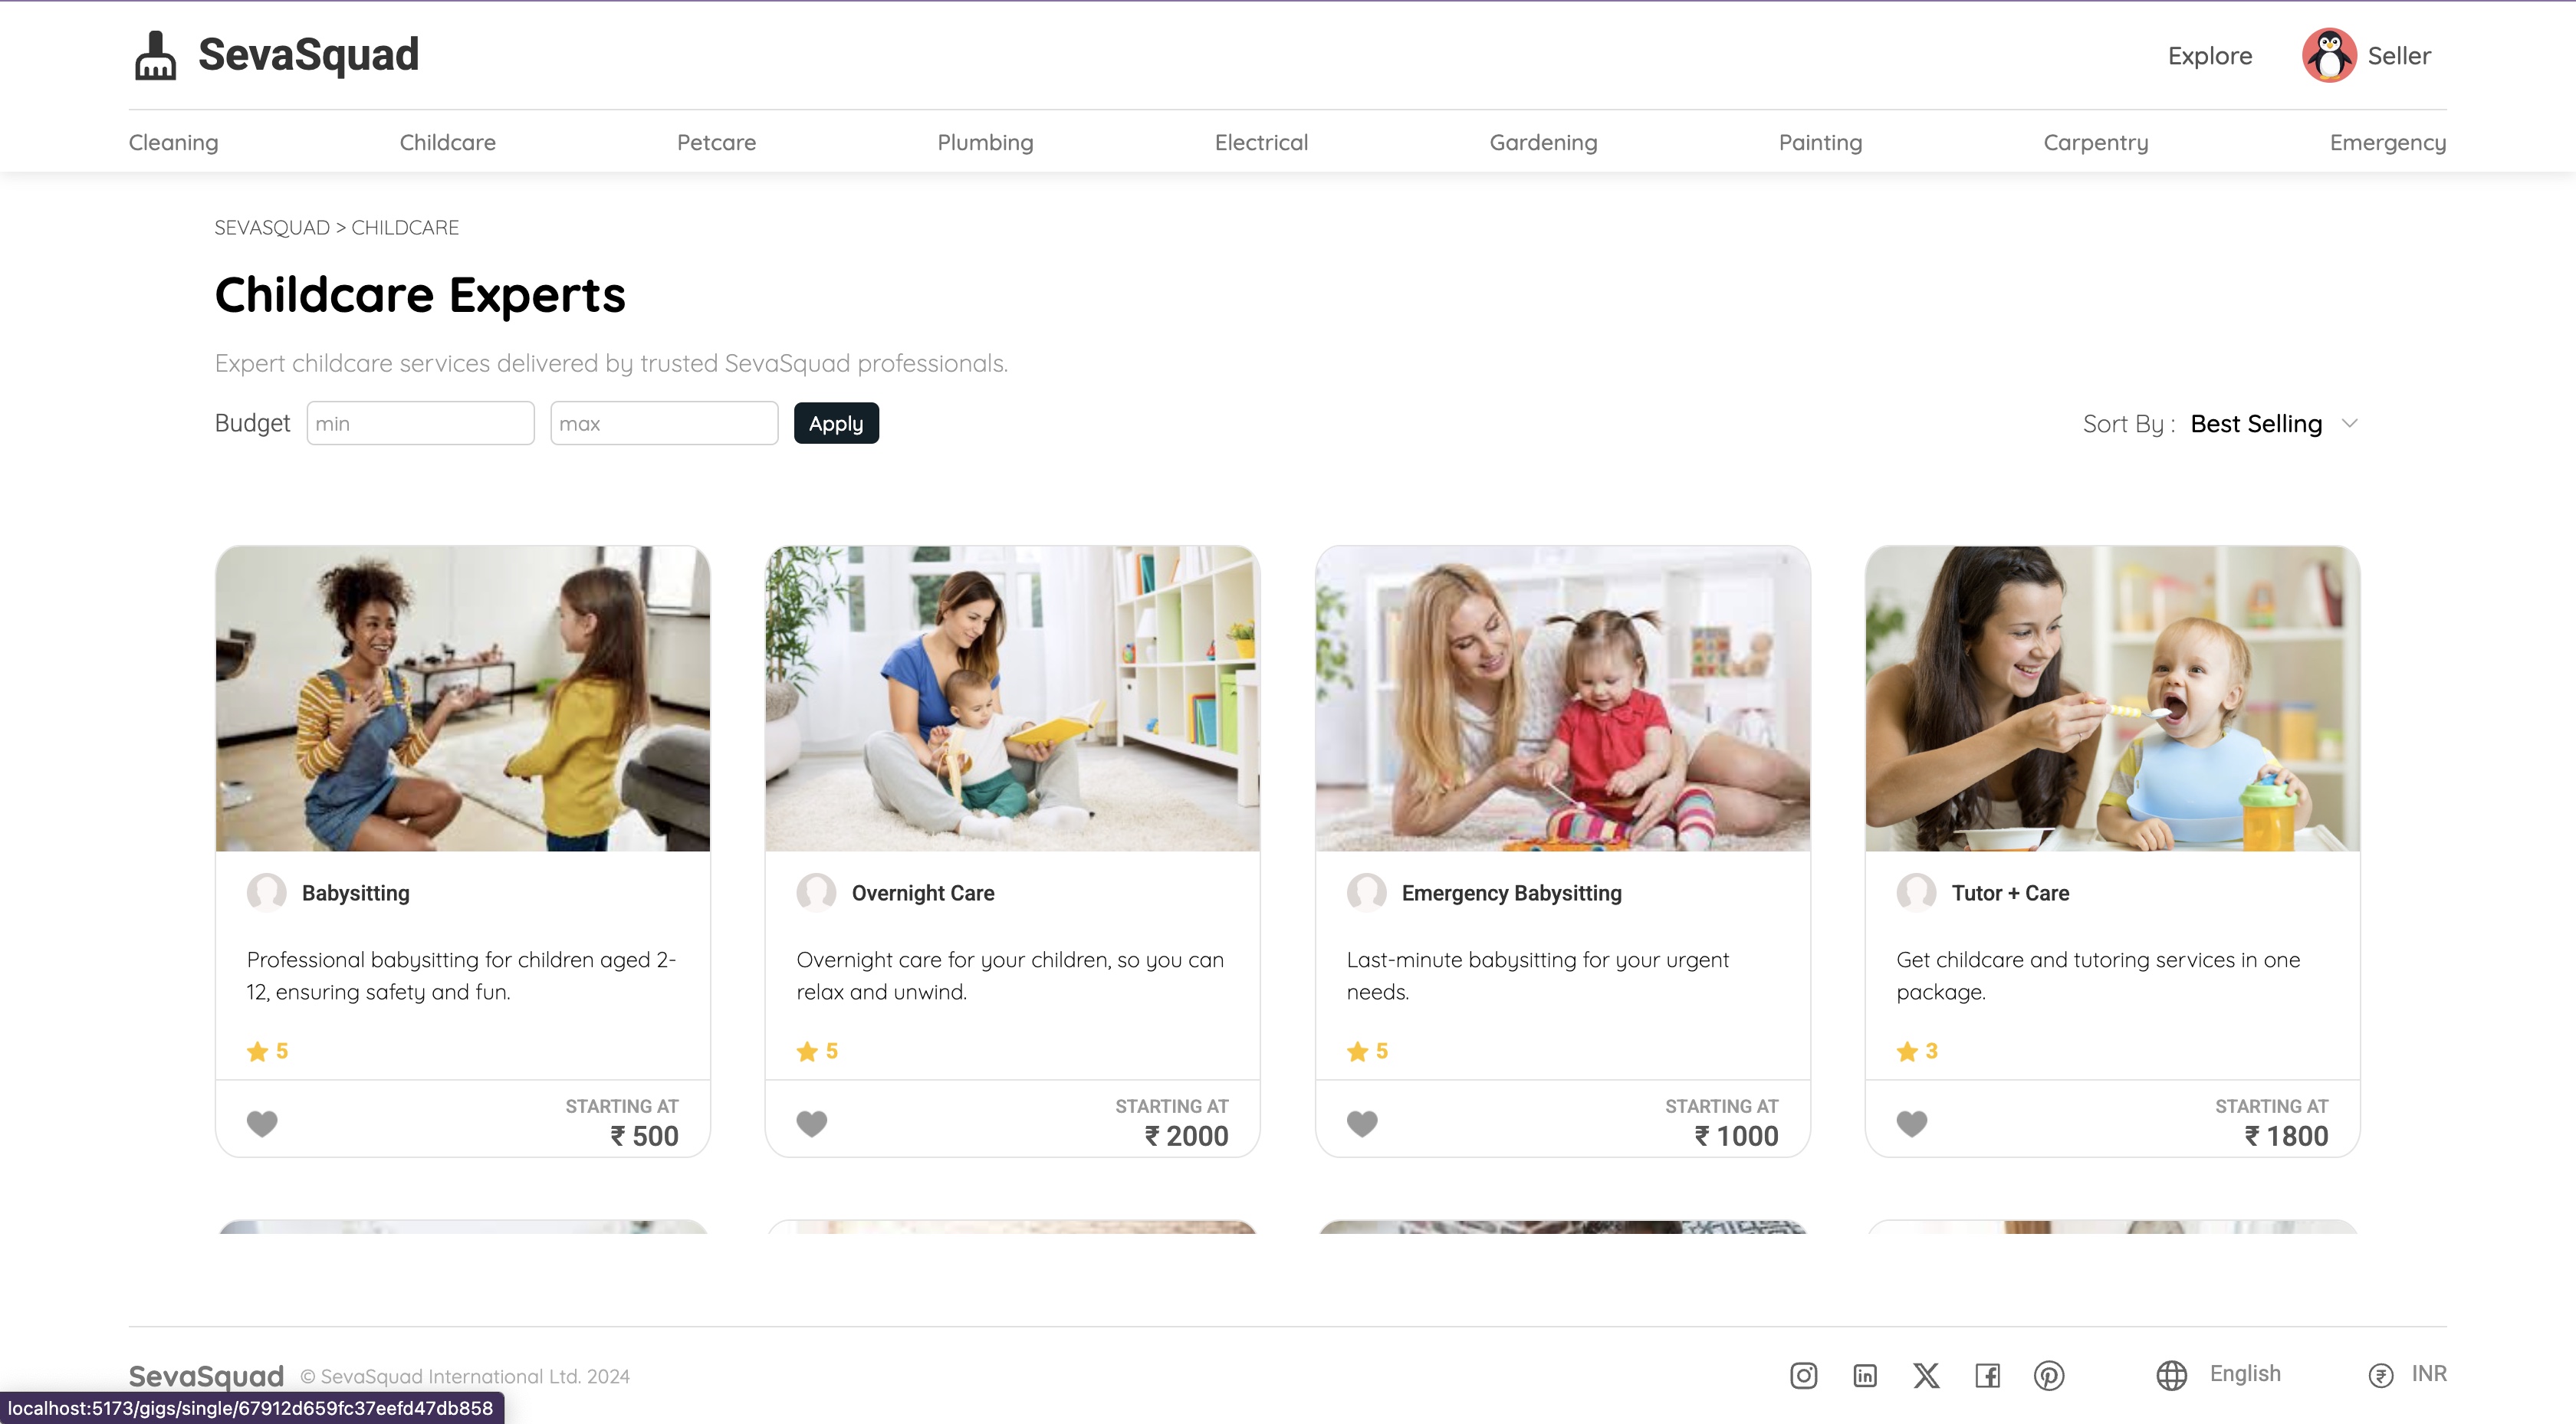 SevaSquad
Explore
Seller
Cleaning Childcare Petcare Plumbing Electrical Gardening Painting Carpentry Emergency
SEVASQUAD > CHILDCARE
Childcare Experts
Expert childcare services delivered by trusted SevaSquad professionals.
Budget min max Apply
Sort By : Best Selling
Babysitting
Professional babysitting for children aged 2-
12, ensuring safety and fun.
5
STARTING AT
₹ 500
Overnight Care
Overnight care for your children, so you can
relax and unwind.
5
STARTING AT
₹ 2000
Emergency Babysitting
Last-minute babysitting for your urgent
needs.
5
STARTING AT
₹ 1000
Tutor + Care
Get childcare and tutoring services in one
package.
3
STARTING AT
₹ 1800
SevaSquad © SevaSquad International Ltd. 2024
English
INR
localhost:5173/gigs/single/67912d659fc37eefd47db858